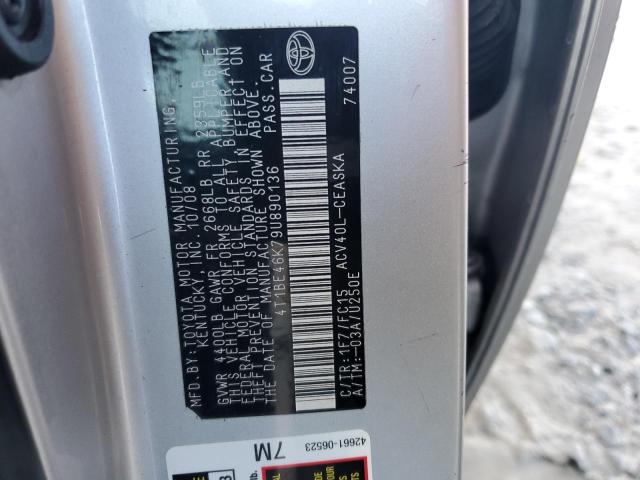 MFD.BY:TOYOTA MOTOR MANUFACTURING,
KENTUCKY, INC. 10/08
GVWR 4400LB GAWR FR 2668LB RR 2359LB
THIS VEHICLE CONFORMS TO ALL APPLICABLE
FEDERAL MOTOR VEHICLE SAFETY, BUMPER AND
THEFT PREVENTION STANDARDS IN EFFECT ON
THE DATE OF MANUFACTURE SHOWN ABOVE.
4T1BE46K79U890136 PASS.CAR
C/TR:1F7/FC15 ACV40L-CEASKA 74007
A/TM:-03A/U250E
42661-06523
7M